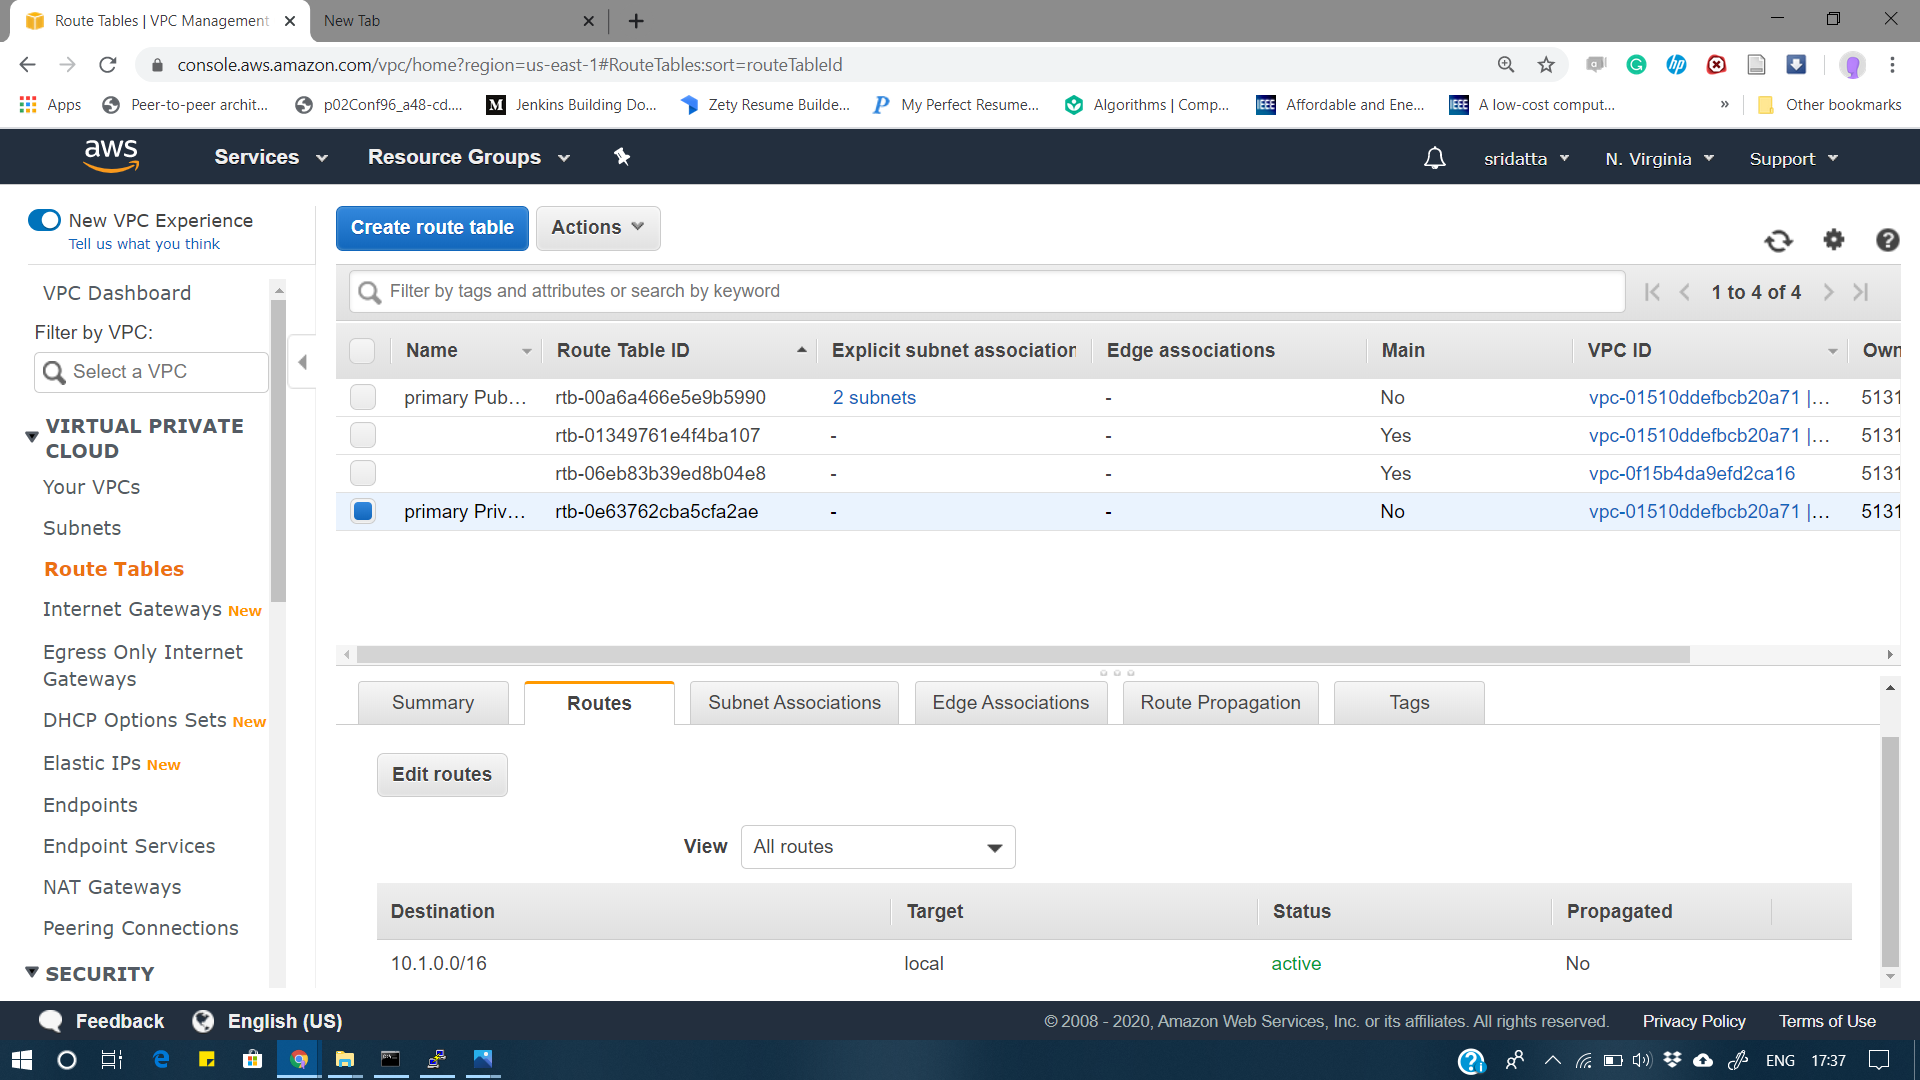 Route Tables | VPC Management
New Tab
console.aws.amazon.com/vpc/home?region=us-east-1#RouteTables:sort=routeTableId
Apps Peer-to-peer archit... p02Conf96_a48-cd.... Jenkins Building Do... Zety Resume Builde... My Perfect Resume... Algorithms | Comp... IEEE Affordable and Ene... IEEE A low-cost comput... » Other bookmarks
aws Services Resource Groups sridatta N. Virginia Support
New VPC Experience
Tell us what you think
VPC Dashboard
Filter by VPC:
Select a VPC
VIRTUAL PRIVATE
CLOUD
Your VPCs
Subnets
Route Tables
Internet Gateways New
Egress Only Internet
Gateways
DHCP Options Sets New
Elastic IPs New
Endpoints
Endpoint Services
NAT Gateways
Peering Connections
SECURITY
Create route table Actions
Filter by tags and attributes or search by keyword
1 to 4 of 4
Name Route Table ID Explicit subnet association Edge associations Main VPC ID Own
primary Pub... rtb-00a6a466e5e9b5990 2 subnets - No vpc-01510ddefbcb20a71 |... 5131
rtb-01349761e4f4ba107 - - Yes vpc-01510ddefbcb20a71 |... 5131
rtb-06eb83b39ed8b04e8 - - Yes vpc-0f15b4da9efd2ca16 5131
primary Priv... rtb-0e63762cba5cfa2ae - - No vpc-01510ddefbcb20a71 |... 5131
Summary Routes Subnet Associations Edge Associations Route Propagation Tags
Edit routes
View All routes
Destination Target Status Propagated
10.1.0.0/16 local active No
Feedback English (US) © 2008 - 2020, Amazon Web Services, Inc. or its affiliates. All rights reserved. Privacy Policy Terms of Use
ENG 17:37